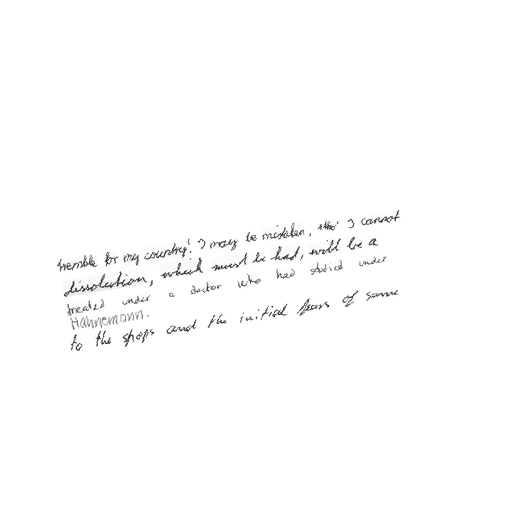 tremble for my country! I may be mistaken, tho' I cannot
dissolution, which must be had, will be a
treated under a doctor who had studied under
Hahnemann.
to the shops and the initial fears of some